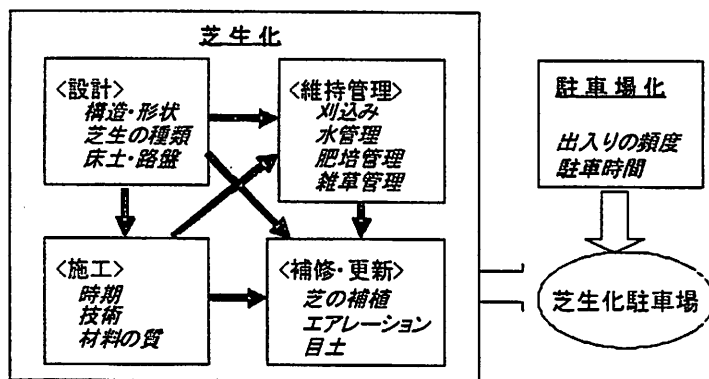 芝生化
<設計>
構造・形状
芝生の種類
床土・路盤
<維持管理>
刈込み
水管理
肥培管理
雑草管理
<施工>
時期
技術
材料の質
<補修・更新>
芝の補植
エアレーション
目土
駐車場化
出入りの頻度
駐車時間
芝生化駐車場